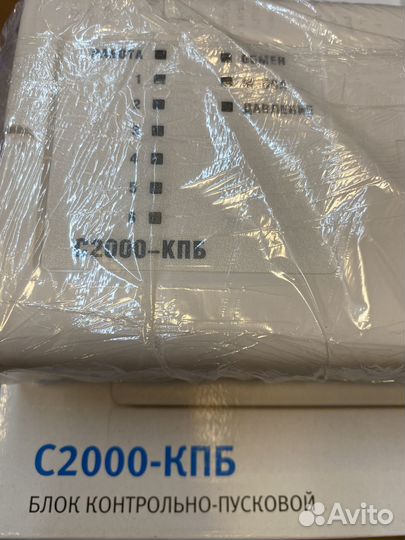 РАБОТА ОБМЕН
1
2 ДАВЛЕНИЕ
3
4
5
6
С2000-КПБ
С2000-КПБ
БЛОК КОНТРОЛЬНО-ПУСКОВОЙ
Avito